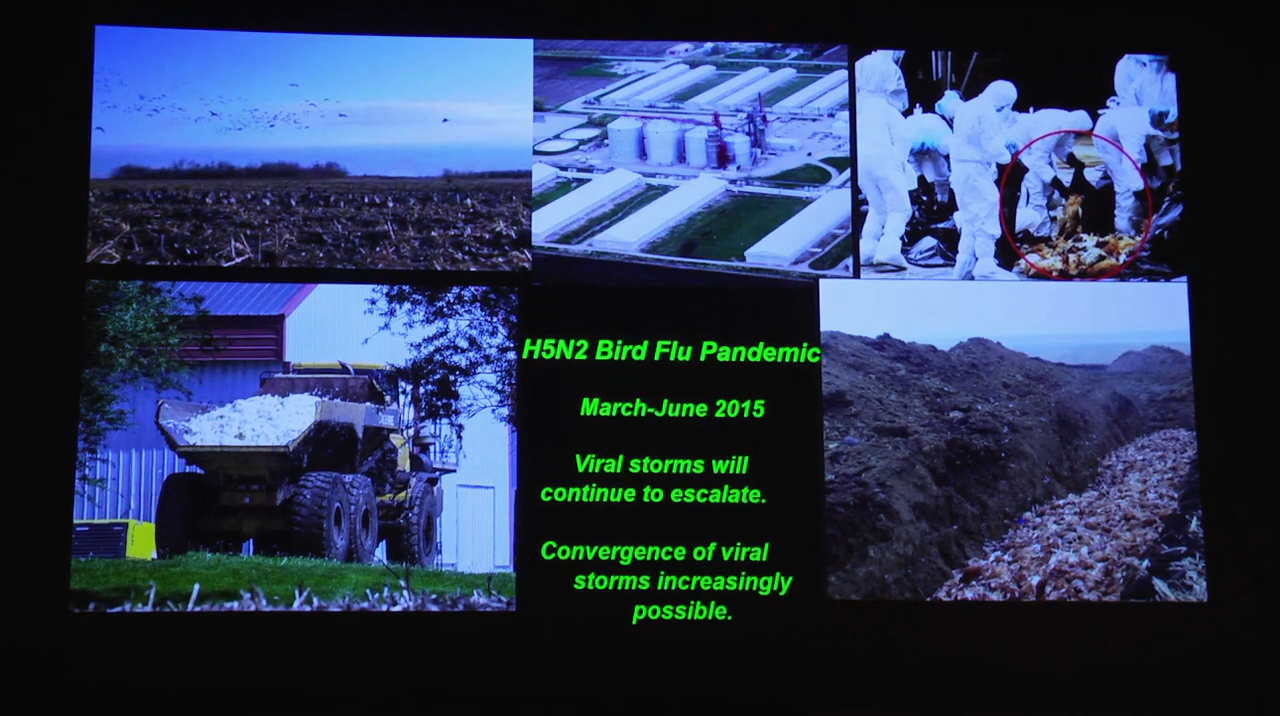 H5N2 Bird Flu Pandemic
March-June 2015
Viral storms will
continue to escalate.
Convergence of viral
storms increasingly
possible.